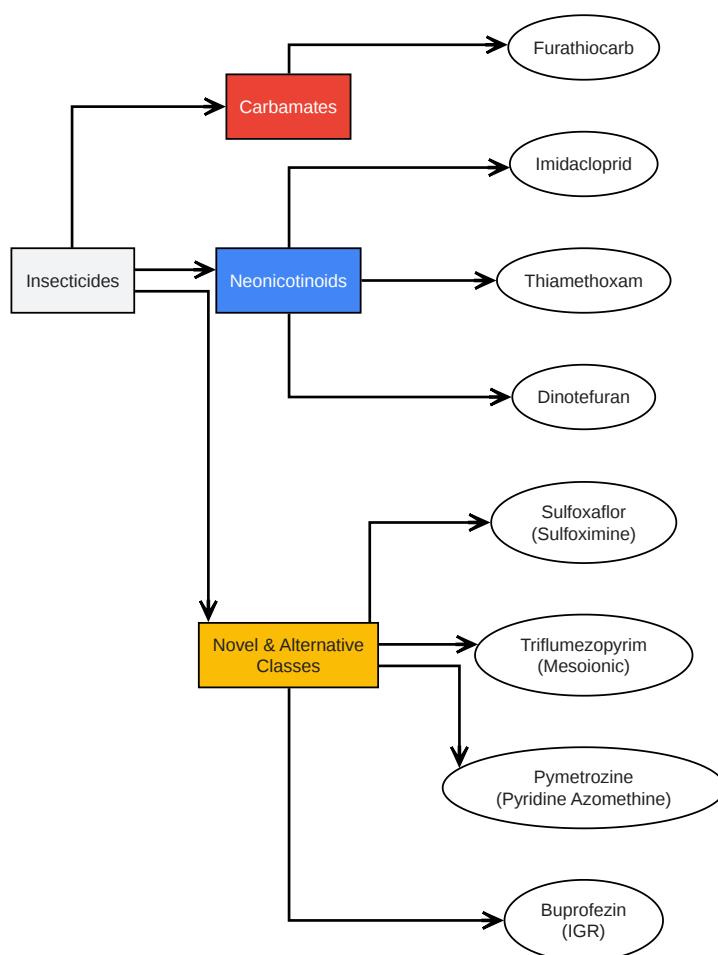 Furathiocarb
Carbamates
Imidacloprid
Insecticides
Neonicotinoids
Thiamethoxam
Dinotefuran
Sulfoxaflor
(Sulfoximine)
Novel & Alternative
Classes
Triflumezopyrim
(Mesoionic)
Pymetrozine
(Pyridine Azomethine)
Buprofezin
(IGR)